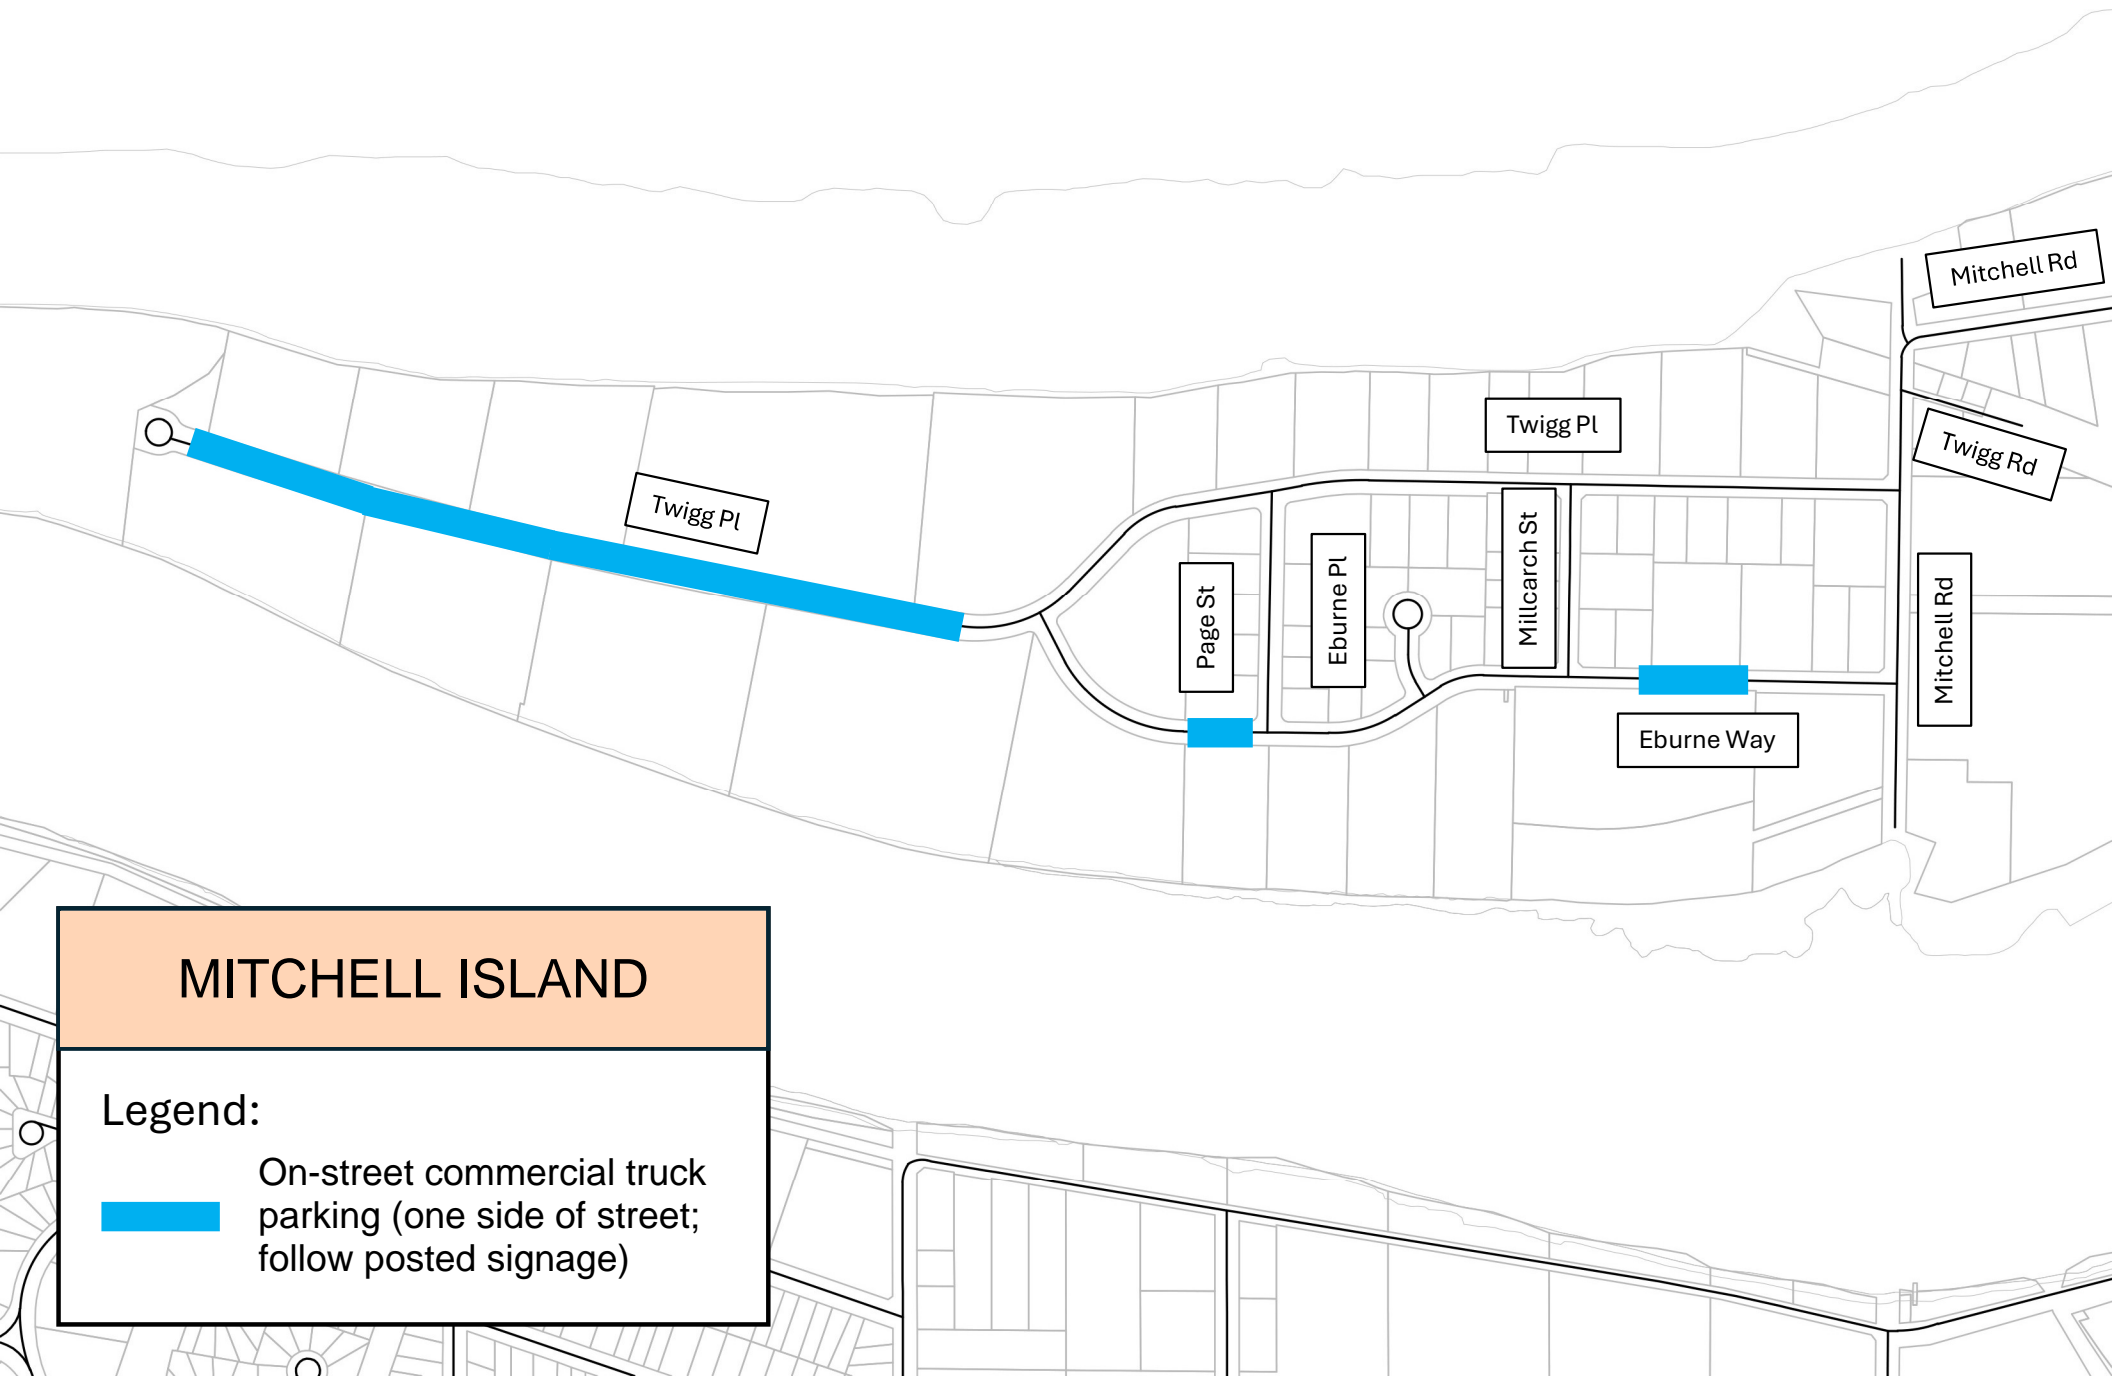 Mitchell Rd
Twigg Pl
Twigg Rd
Twigg Pl
Millcarch St
Eburne Pl
Page St
Mitchell Rd
Eburne Way
MITCHELL ISLAND
Legend:
On-street commercial truck
parking (one side of street;
follow posted signage)